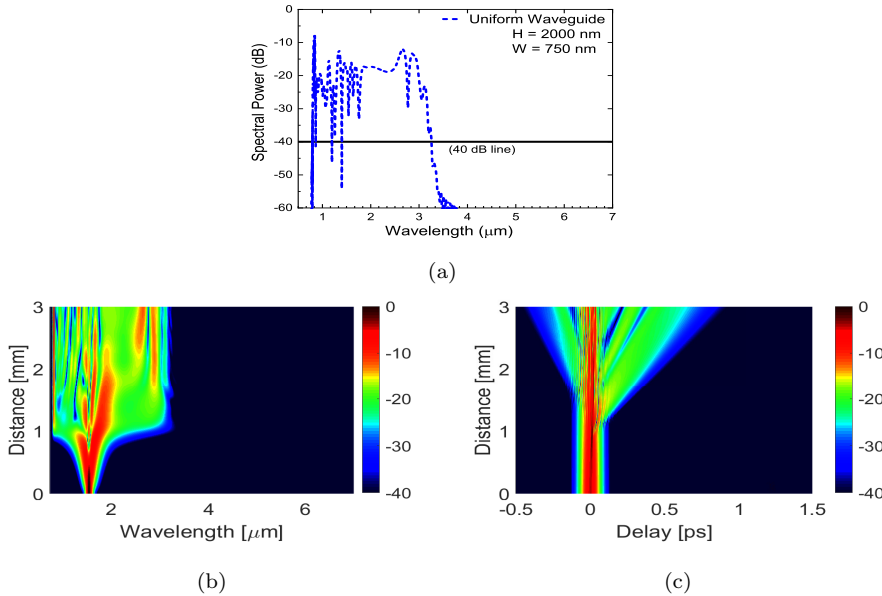 0
-10
-20
-30
-40
-50
-60
Spectral Power (dB)
Uniform Waveguide
H = 2000 nm
W = 750 nm
(40 dB line)
1 2 3 4 5 6 7
Wavelength (μm)
(a)
3
2
1
0
Distance [mm]
2 4 6
Wavelength [μm]
0
-10
-20
-30
-40
(b)
3
2
1
0
Distance [mm]
-0.5 0 0.5 1 1.5
Delay [ps]
0
-10
-20
-30
-40
(c)